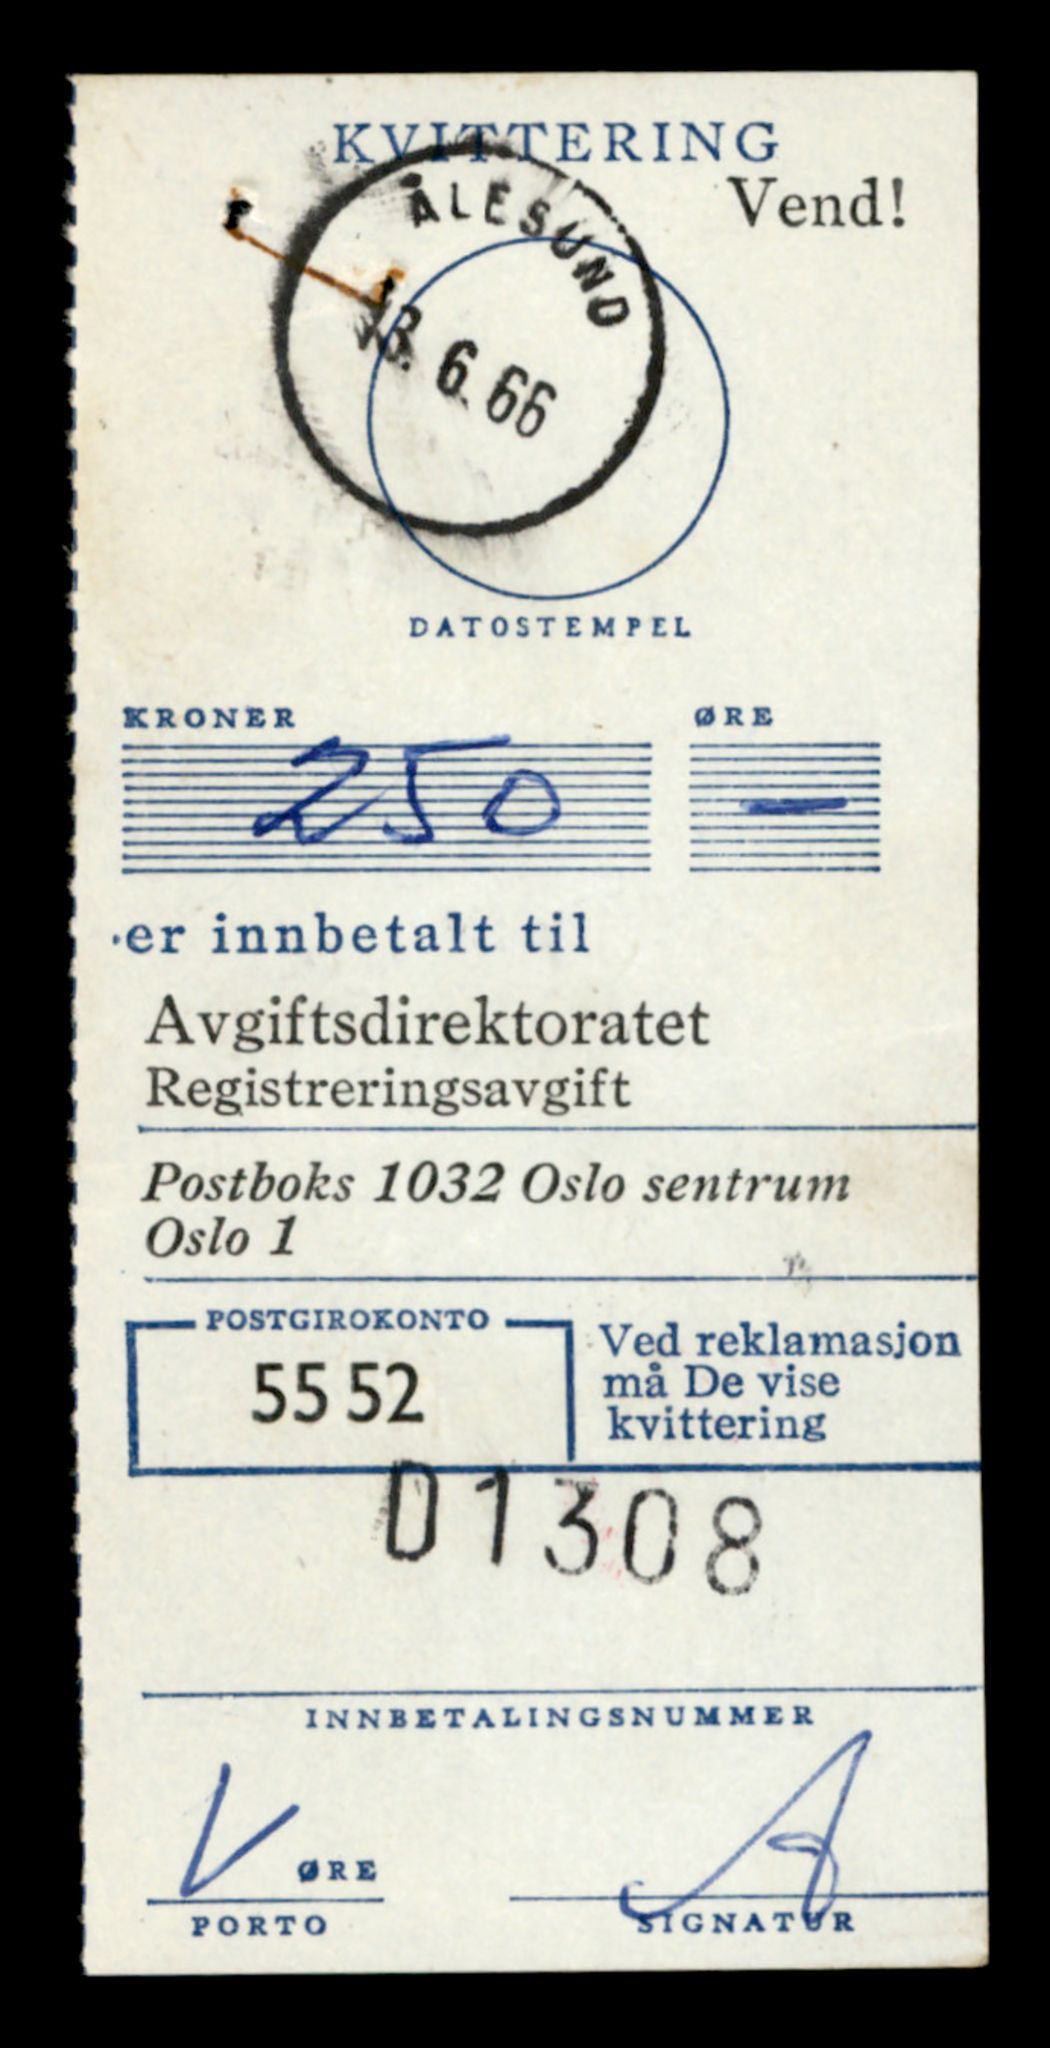 KVITTERING
Vend!
ÅLESUND
6.66
DATOSTEMPEL
KRONER ØRE
250 —
er innbetalt til
Avgiftsdirektoratet
Registreringsavgift
Postboks 1032 Oslo sentrum
Oslo 1
POSTGIROKONTO
55 52
Ved reklamasjon
må De vise
kvittering
01308
INNBETALINGSNUMMER
ØRE
PORTO
SIGNATUR